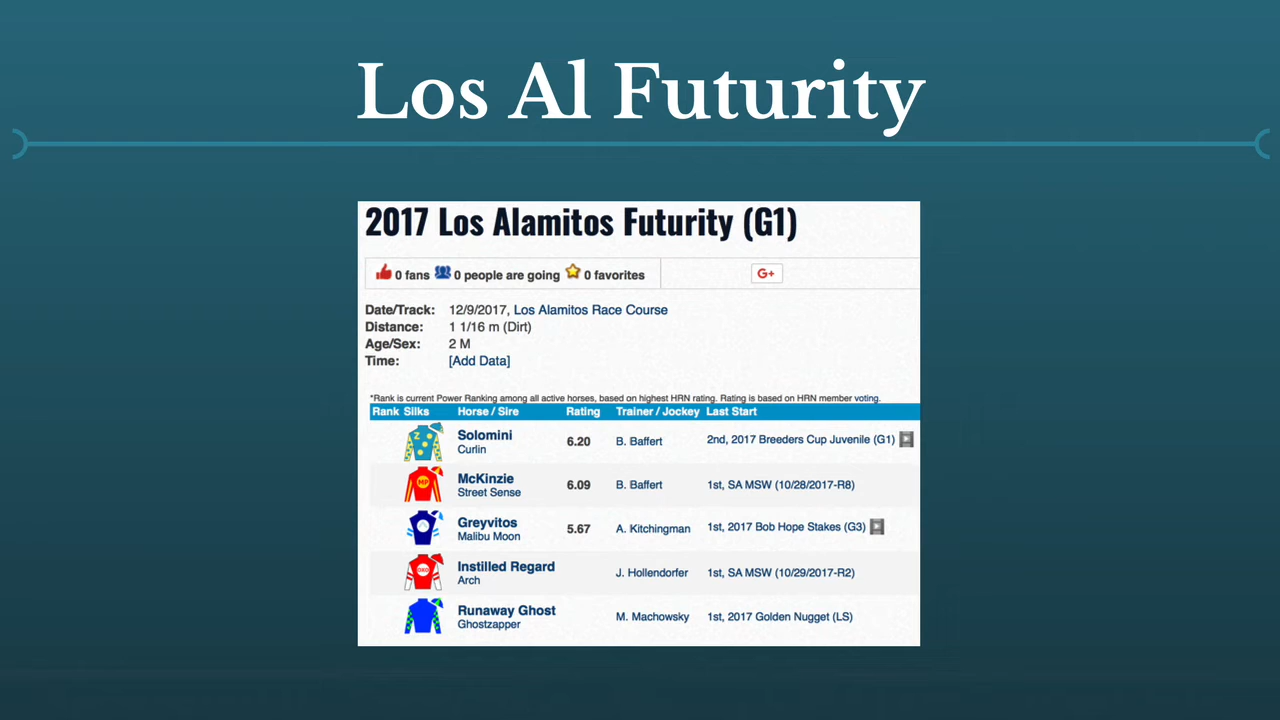 Los Al Futurity
2017 Los Alamitos Futurity (G1)
0 fans 0 people are going 0 favorites G+
Date/Track: 12/9/2017, Los Alamitos Race Course
Distance: 1 1/16 m (Dirt)
Age/Sex: 2 M
Time: [Add Data]
*Rank is current Power Ranking among all active horses, based on highest HRN rating. Rating is based on HRN member voting.
Rank Silks Horse / Sire Rating Trainer / Jockey Last Start
Z Solomini 6.20 B. Baffert 2nd, 2017 Breeders Cup Juvenile (G1)
Curlin
MP McKinzie 6.09 B. Baffert 1st, SA MSW (10/28/2017-R8)
Street Sense
Greyvitos 5.67 A. Kitchingman 1st, 2017 Bob Hope Stakes (G3)
Malibu Moon
OXO Instilled Regard J. Hollendorfer 1st, SA MSW (10/29/2017-R2)
Arch
Runaway Ghost M. Machowsky 1st, 2017 Golden Nugget (LS)
Ghostzapper